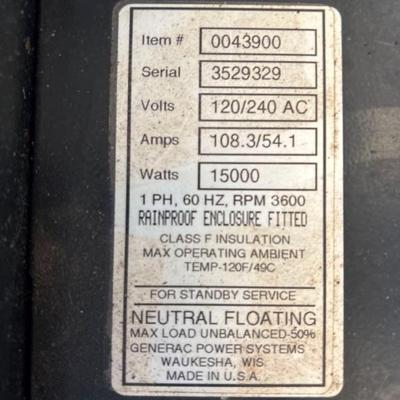 Item # 0043900
Serial 3529329
Volts 120/240 AC
Amps 108.3/54.1
Watts 15000
1 PH, 60 HZ, RPM 3600
RAINPROOF ENCLOSURE FITTED
CLASS F INSULATION
MAX OPERATING AMBIENT
TEMP-120F/49C
FOR STANDBY SERVICE
NEUTRAL FLOATING
MAX LOAD UNBALANCED-50%
GENERAC POWER SYSTEMS
WAUKESHA, WIS.
MADE IN U.S.A.